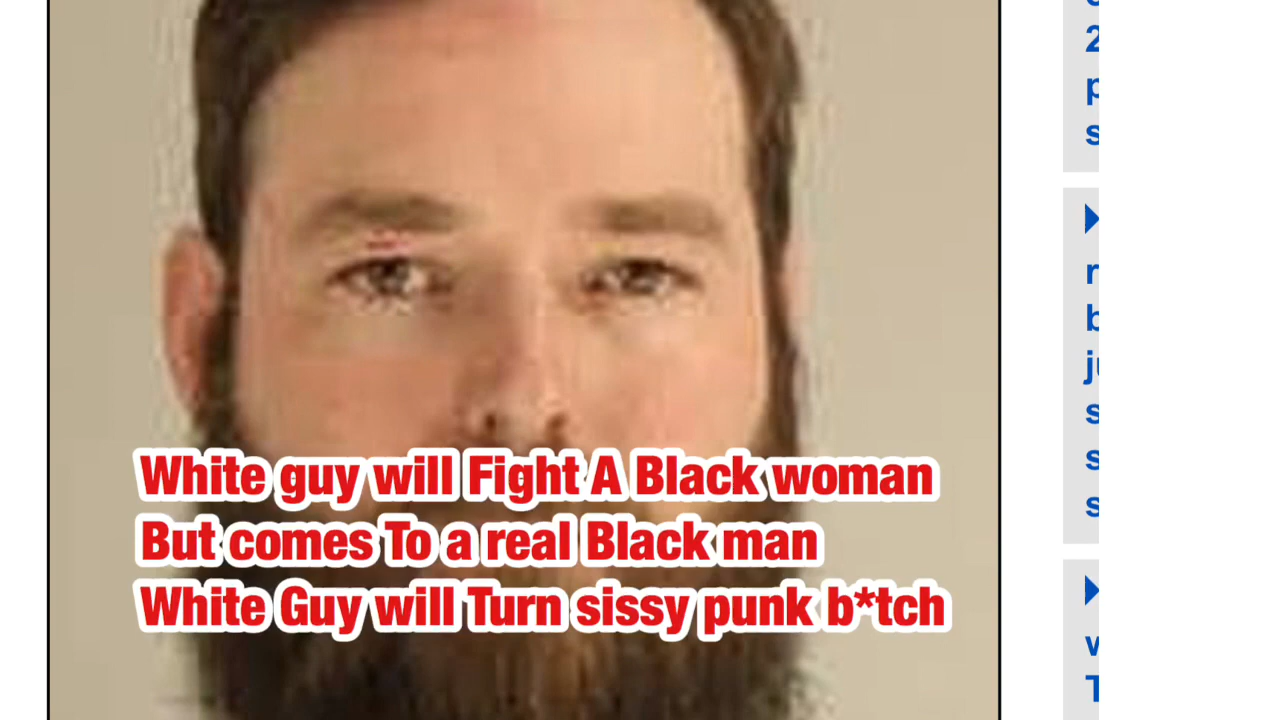 White guy will Fight A Black woman
But comes To a real Black man
White Guy will Turn sissy punk b*tch
2
p
s
r
b
j
s
s
s
w
T